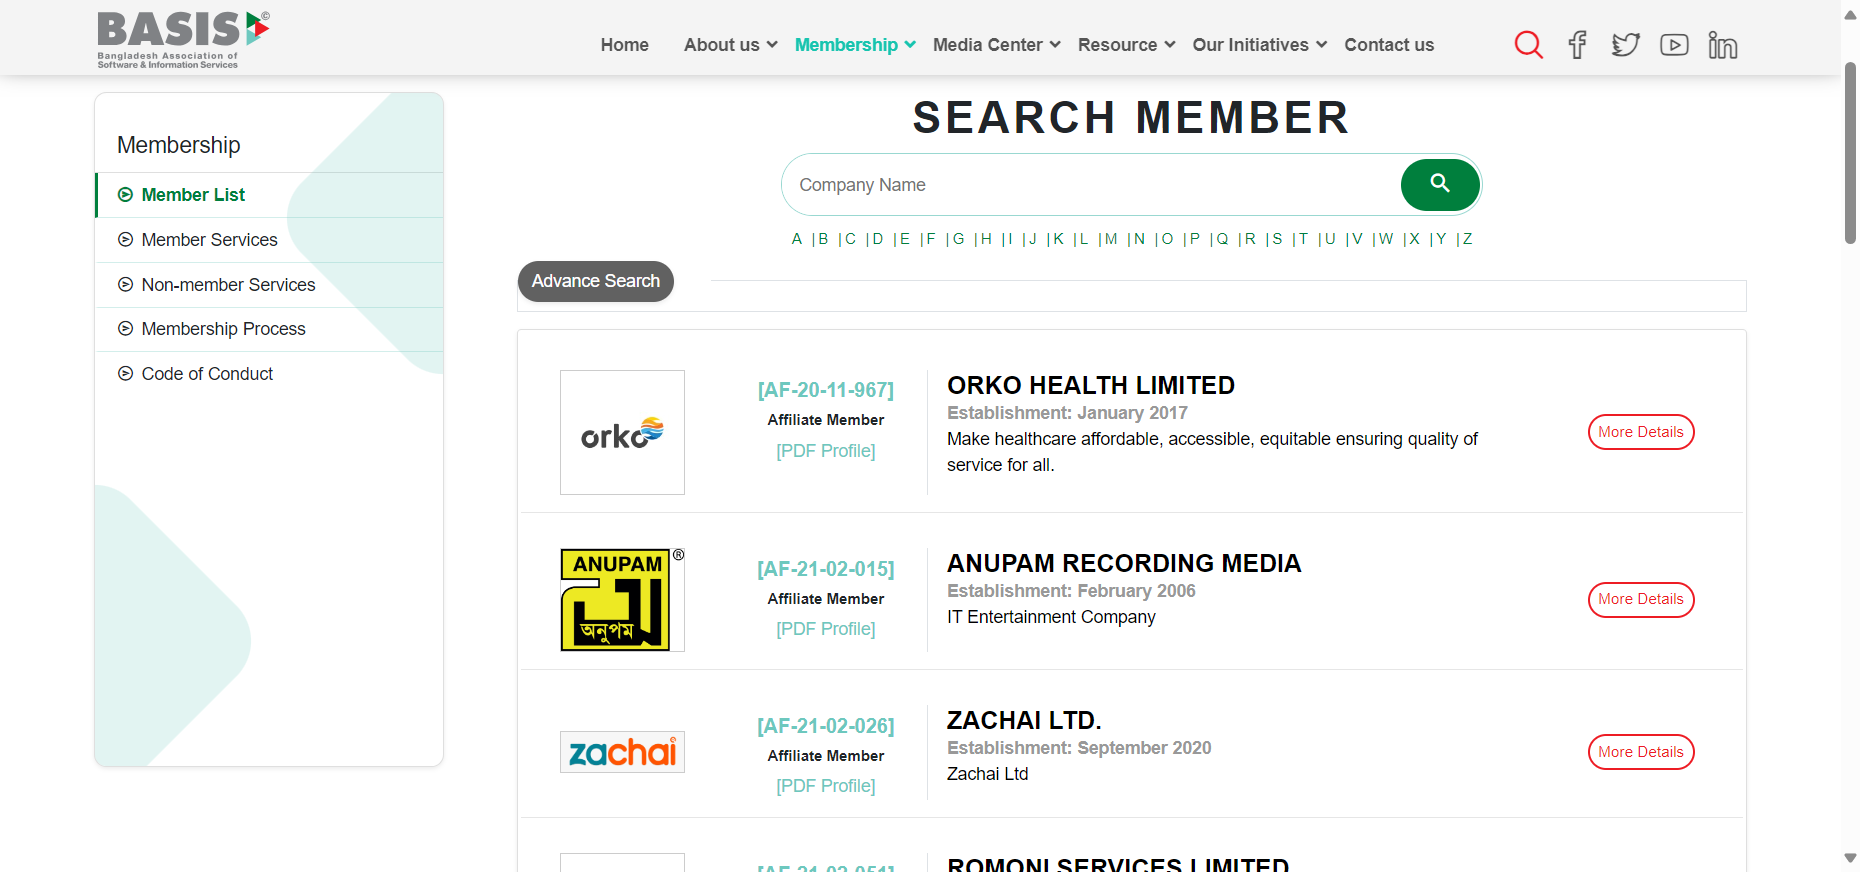 BASIS ©
Bangladesh Association of
Software & Information Services
Home About us Membership Media Center Resource Our Initiatives Contact us
Membership
Member List
Member Services
Non-member Services
Membership Process
Code of Conduct
SEARCH MEMBER
Company Name
A |B |C |D |E |F |G |H |I |J |K |L |M |N |O |P |Q |R |S |T |U |V |W |X |Y |Z
Advance Search
orko
[AF-20-11-967]
Affiliate Member
[PDF Profile]
ORKO HEALTH LIMITED
Establishment: January 2017
Make healthcare affordable, accessible, equitable ensuring quality of
service for all.
More Details
ANUPAM ®
অনুপম
[AF-21-02-015]
Affiliate Member
[PDF Profile]
ANUPAM RECORDING MEDIA
Establishment: February 2006
IT Entertainment Company
More Details
zachai
[AF-21-02-026]
Affiliate Member
[PDF Profile]
ZACHAI LTD.
Establishment: September 2020
Zachai Ltd
More Details
[AF-21-02-051]
ROMONI SERVICES LIMITED